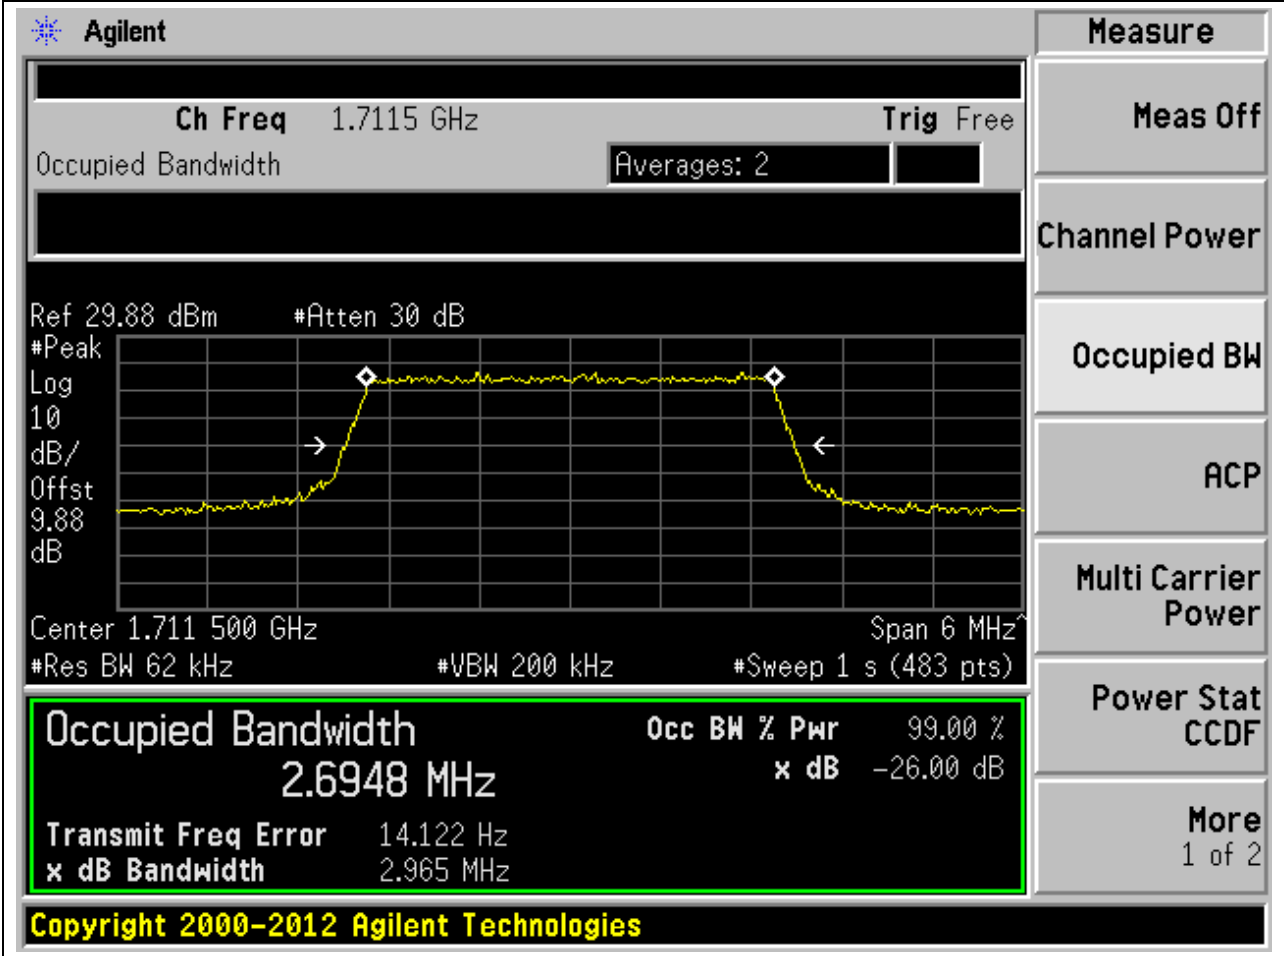 Agilent
Measure
Ch Freq 1.7115 GHz Trig Free
Occupied Bandwidth Averages: 2
Meas Off
Channel Power
Occupied BW
ACP
Multi Carrier
Power
Power Stat
CCDF
More
1 of 2
Ref 29.88 dBm #Atten 30 dB
#Peak
Log
10
dB/
Offst
9.88
dB
Center 1.711 500 GHz Span 6 MHz^
#Res BW 62 kHz #VBW 200 kHz #Sweep 1 s (483 pts)
Occupied Bandwidth Occ BW % Pwr 99.00 %
2.6948 MHz x dB -26.00 dB
Transmit Freq Error 14.122 Hz
x dB Bandwidth 2.965 MHz
Copyright 2000-2012 Agilent Technologies